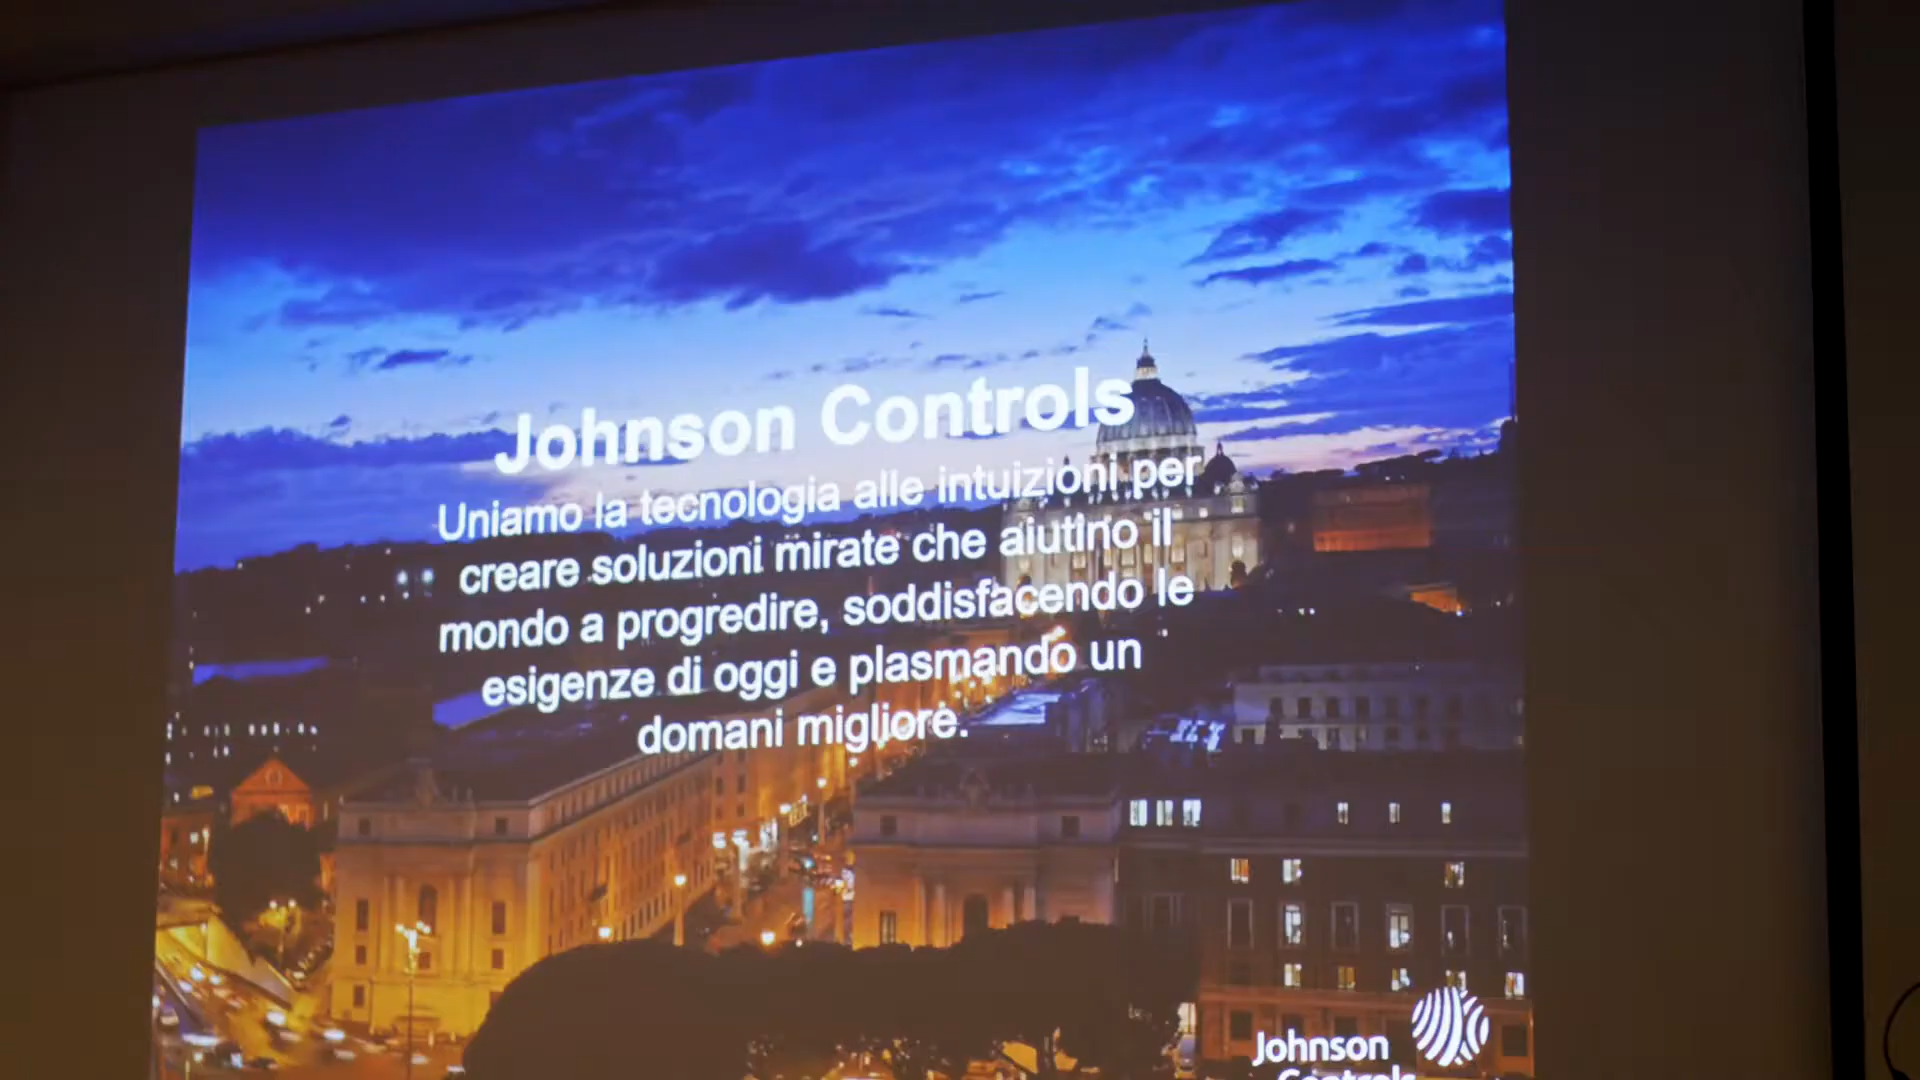 Johnson Controls
Uniamo la tecnologia alle intuizioni per
creare soluzioni mirate che aiutino il
mondo a progredire, soddisfacendo le
esigenze di oggi e plasmando un
domani migliore.
Johnson
Controls